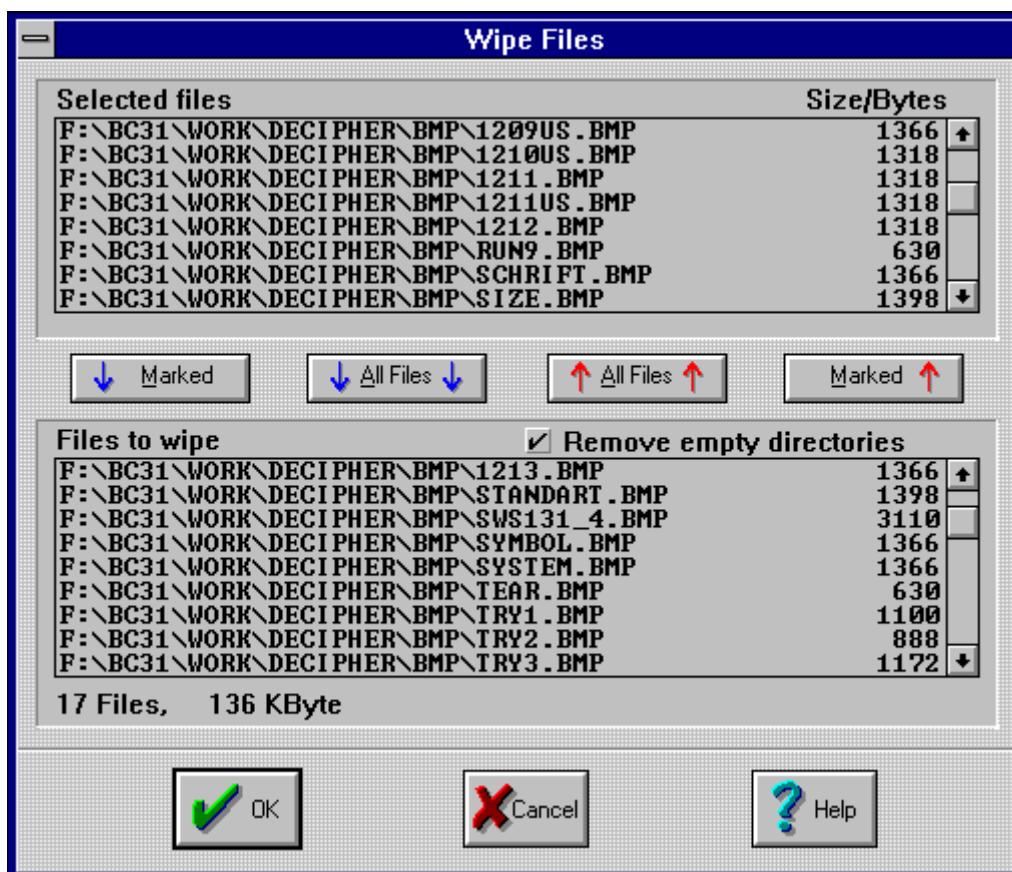 Wipe Files
Selected files Size/Bytes
F:\BC31\WORK\DECIPHER\BMP\1209US.BMP 1366
F:\BC31\WORK\DECIPHER\BMP\1210US.BMP 1318
F:\BC31\WORK\DECIPHER\BMP\1211.BMP 1318
F:\BC31\WORK\DECIPHER\BMP\1211US.BMP 1318
F:\BC31\WORK\DECIPHER\BMP\1212.BMP 1318
F:\BC31\WORK\DECIPHER\BMP\RUN9.BMP 630
F:\BC31\WORK\DECIPHER\BMP\SCHRIFT.BMP 1366
F:\BC31\WORK\DECIPHER\BMP\SIZE.BMP 1398
Marked All Files All Files Marked
Files to wipe Remove empty directories
F:\BC31\WORK\DECIPHER\BMP\1213.BMP 1366
F:\BC31\WORK\DECIPHER\BMP\STANDART.BMP 1398
F:\BC31\WORK\DECIPHER\BMP\SWS131_4.BMP 3110
F:\BC31\WORK\DECIPHER\BMP\SYMBOL.BMP 1366
F:\BC31\WORK\DECIPHER\BMP\SYSTEM.BMP 1366
F:\BC31\WORK\DECIPHER\BMP\TEAR.BMP 630
F:\BC31\WORK\DECIPHER\BMP\TRY1.BMP 1100
F:\BC31\WORK\DECIPHER\BMP\TRY2.BMP 888
F:\BC31\WORK\DECIPHER\BMP\TRY3.BMP 1172
17 Files, 136 KByte
OK Cancel Help